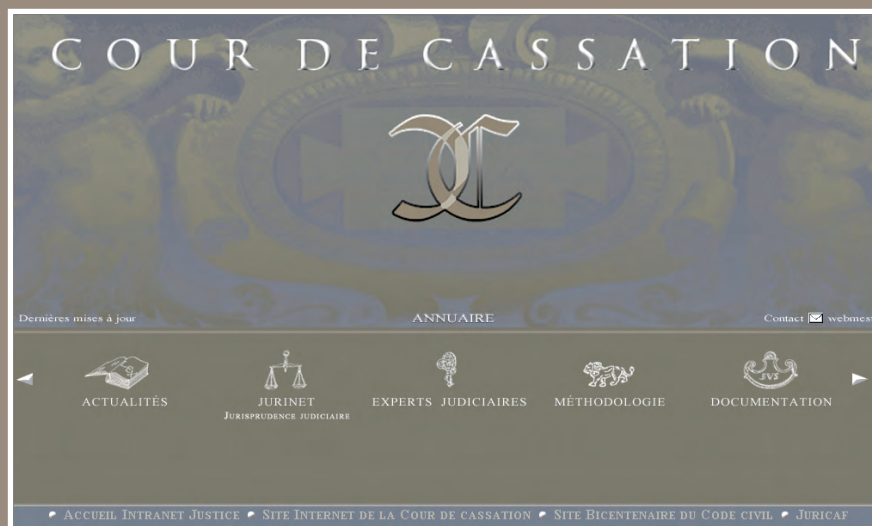 COUR DE CASSATION
Dernières mises à jour ANNUAIRE Contact webmest
ACTUALITÉS JURINET EXPERTS JUDICIAIRES MÉTHODOLOGIE DOCUMENTATION
JURISPRUDENCE JUDICIAIRE
JVS
ACCUEIL INTRANET JUSTICE SITE INTERNET DE LA COUR DE CASSATION SITE BICENTENAIRE DU CODE CIVIL JURICAF